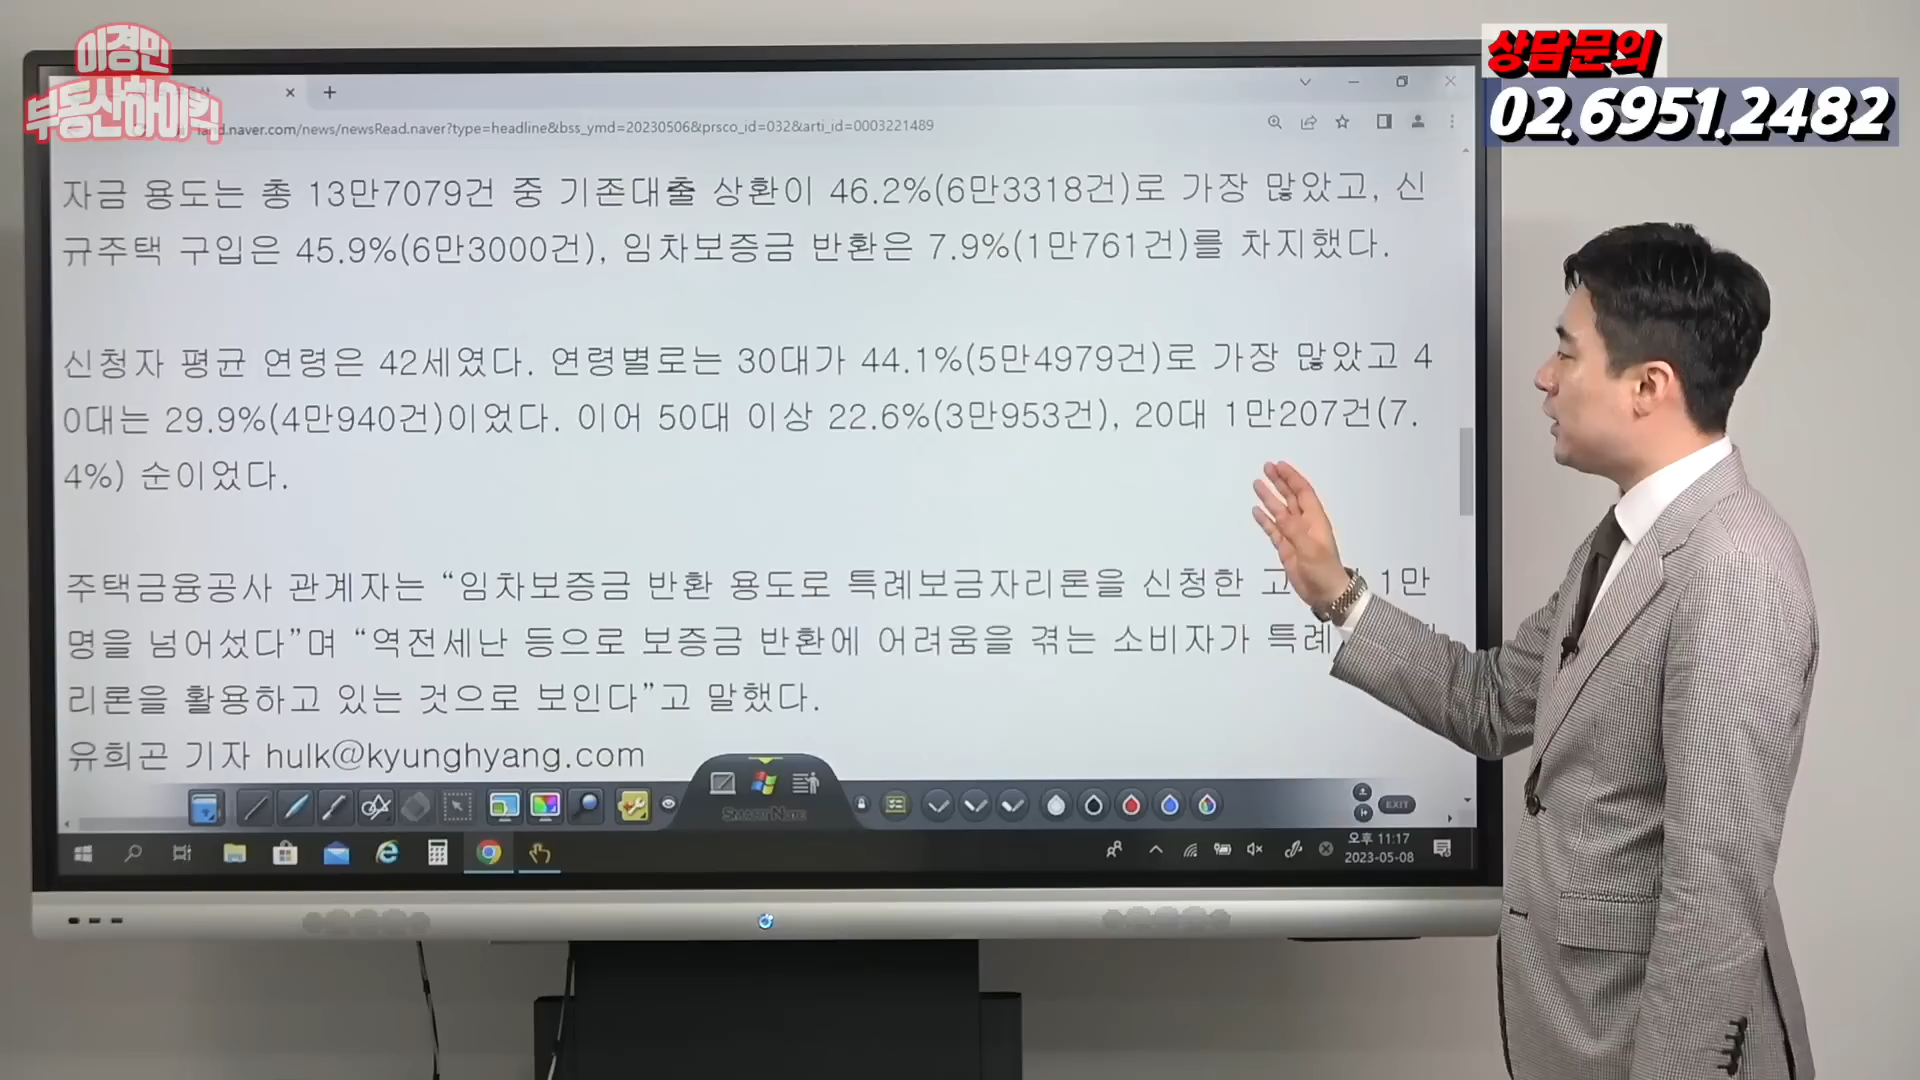 이경민
부동산하이킥
상담문의
02.6951.2482
land.naver.com/news/newsRead.naver?type=headline&bss_ymd=20230506&prsco_id=032&arti_id=0003221489
자금 용도는 총 13만7079건 중 기존대출 상환이 46.2%(6만3318건)로 가장 많았고, 신
규주택 구입은 45.9%(6만3000건), 임차보증금 반환은 7.9%(1만761건)를 차지했다.
신청자 평균 연령은 42세였다. 연령별로는 30대가 44.1%(5만4979건)로 가장 많았고 4
0대는 29.9%(4만940건)이었다. 이어 50대 이상 22.6%(3만953건), 20대 1만207건(7.
4%) 순이었다.
주택금융공사 관계자는 “임차보증금 반환 용도로 특례보금자리론을 신청한 고 1만
명을 넘어섰다”며 “역전세난 등으로 보증금 반환에 어려움을 겪는 소비자가 특례
리론을 활용하고 있는 것으로 보인다”고 말했다.
유희곤 기자 hulk@kyunghyang.com
SMARTNOTE
EXIT
오후 11:17
2023-05-08